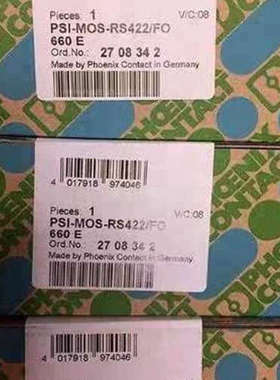 Pieces: 1 V/C:08
PSI-MOS-RS422/FO
660 E
Ord.No.: 27 08 34 2
Made by Phoenix Contact in Germany
PHOENIX
CONTACT
4 017918 974046
Pieces: 1 V/C:08
PSI-MOS-RS422/FO
660 E
Ord.No.: 27 08 34 2
Made by Phoenix Contact in Germany
4 017918 974046